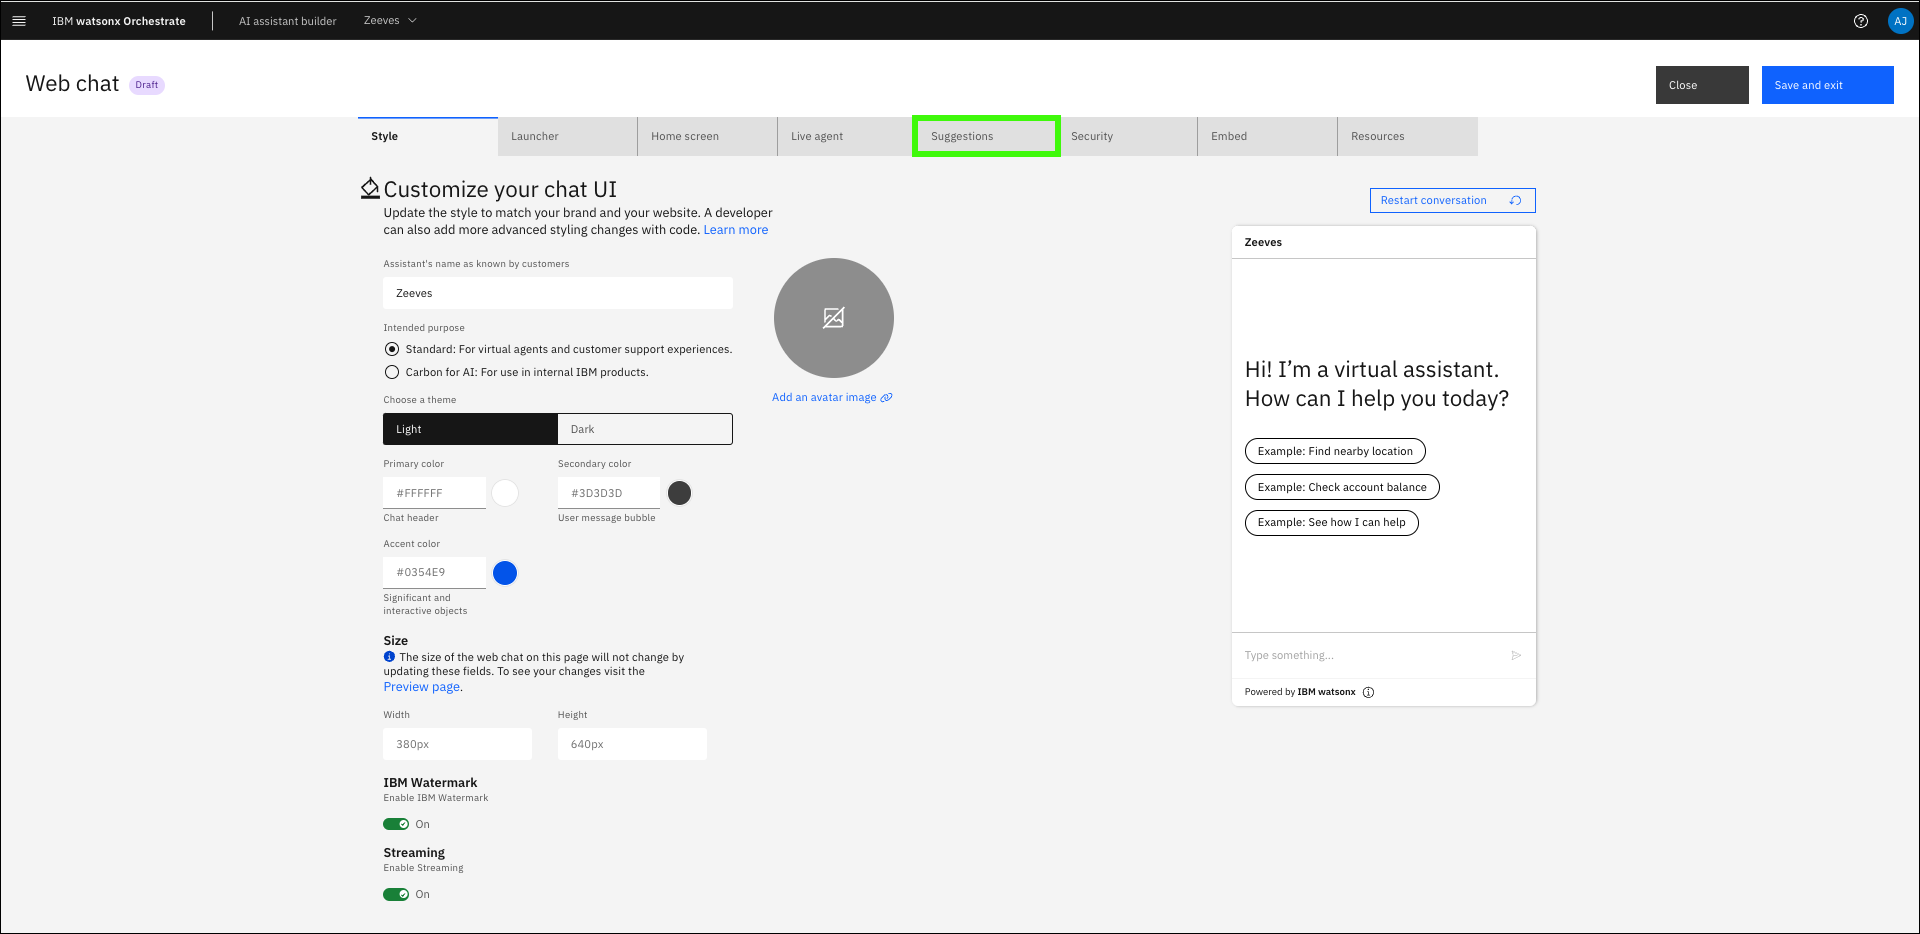 IBM watsonx Orchestrate
AI assistant builder
Zeeves
AJ
Web chat
Draft
Close
Save and exit
Style
Launcher
Home screen
Live agent
Suggestions
Security
Embed
Resources
Customize your chat UI
Update the style to match your brand and your website. A developer
can also add more advanced styling changes with code. Learn more
Assistant's name as known by customers
Zeeves
Intended purpose
Standard: For virtual agents and customer support experiences.
Carbon for AI: For use in internal IBM products.
Choose a theme
Light
Dark
Add an avatar image
Primary color
Secondary color
#FFFFFF
#3D3D3D
Chat header
User message bubble
Accent color
#0354E9
Significant and
interactive objects
Size
The size of the web chat on this page will not change by
updating these fields. To see your changes visit the
Preview page.
Width
Height
380px
640px
IBM Watermark
Enable IBM Watermark
On
Streaming
Enable Streaming
On
Restart conversation
Zeeves
Hi! I’m a virtual assistant.
How can I help you today?
Example: Find nearby location
Example: Check account balance
Example: See how I can help
Type something...
Powered by IBM watsonx